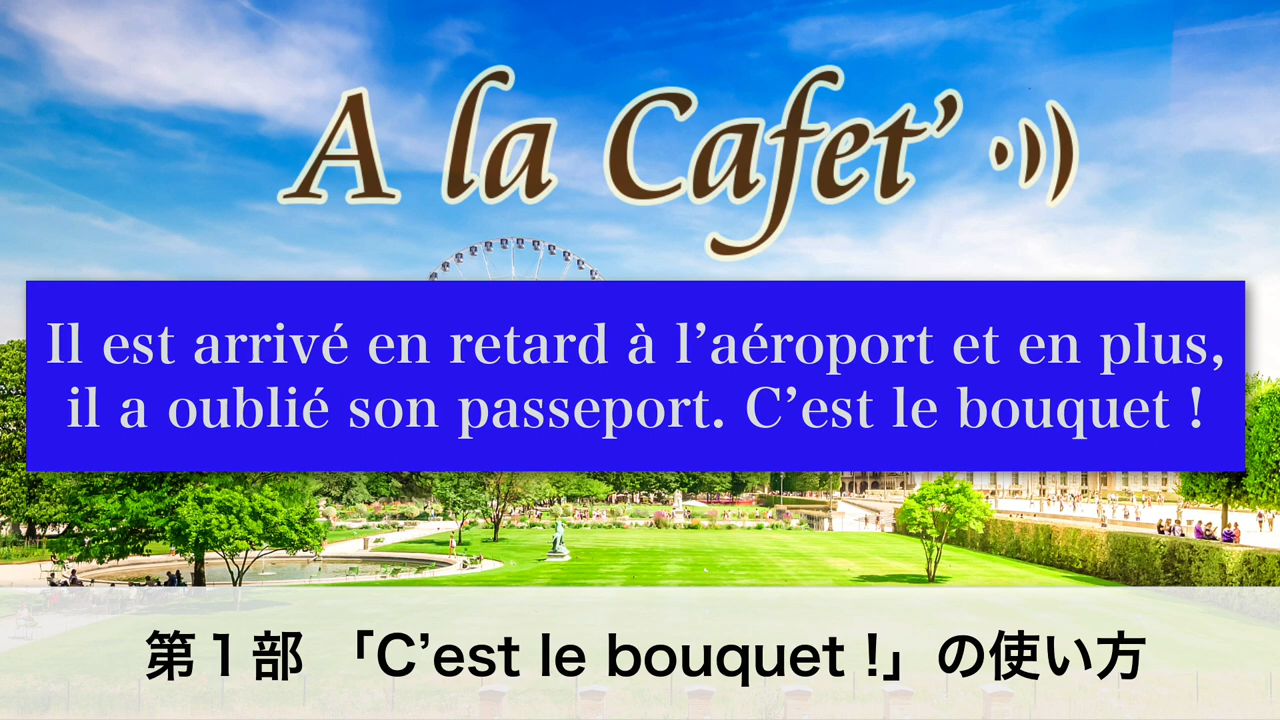 A la Cafet’
Il est arrivé en retard à l’aéroport et en plus,
il a oublié son passeport. C’est le bouquet !
第１部 「C’est le bouquet !」の使い方